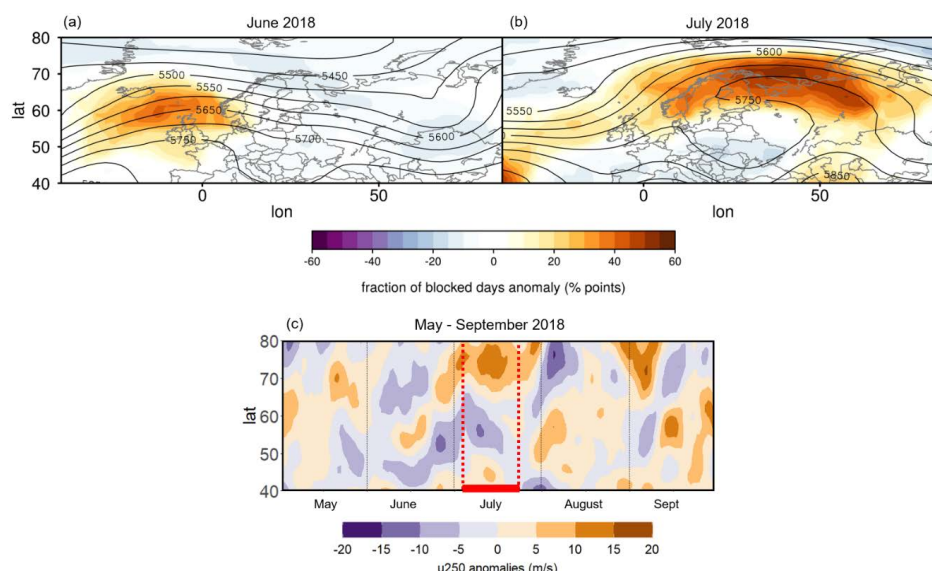 (a) June 2018
(b) July 2018
80
70
60
50
40
lat
5500
5550
5650
5750
5450
5700
5600
5550
5600
5750
5850
0 50
0 50
lon
lon
-60 -40 -20 0 20 40 60
fraction of blocked days anomaly (% points)
(c) May - September 2018
80
70
60
50
40
lat
May June July August Sept
-20 -15 -10 -5 0 5 10 15 20
u250 anomalies (m/s)